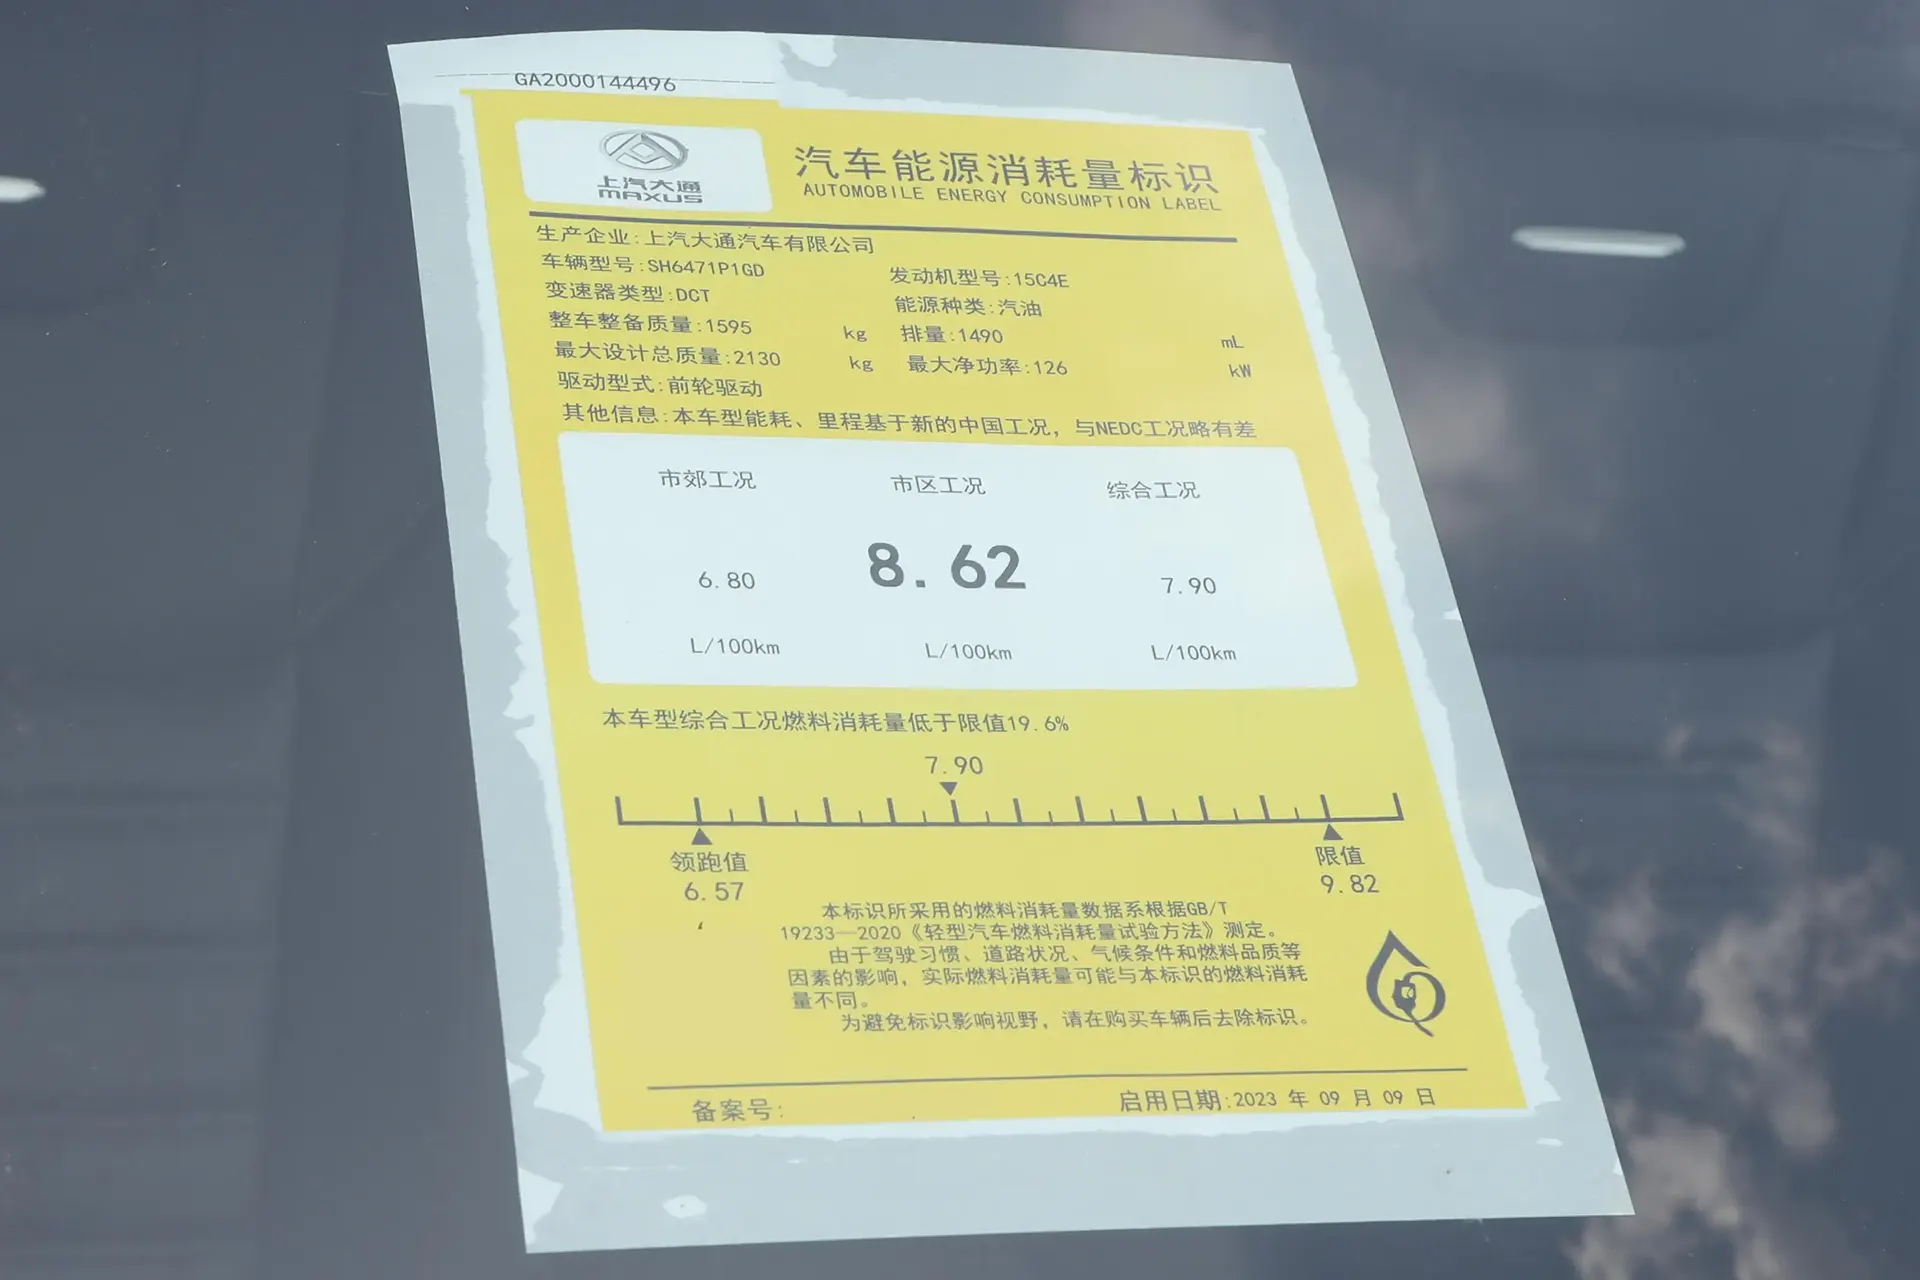 GA2000144496
上汽大通
MAXUS
汽车能源消耗量标识
AUTOMOBILE ENERGY CONSUMPTION LABEL
生产企业:上汽大通汽车有限公司
车辆型号:SH6471P1GD 发动机型号:15C4E
变速器类型:DCT 能源种类:汽油
整车整备质量:1595 kg 排量:1490 mL
最大设计总质量:2130 kg 最大净功率:126 kW
驱动型式:前轮驱动
其他信息:本车型能耗、里程基于新的中国工况，与NEDC工况略有差
市郊工况 市区工况 综合工况
6.80 8.62 7.90
L/100km L/100km L/100km
本车型综合工况燃料消耗量低于限值19.6%
7.90
领跑值 限值
6.57 9.82
本标识所采用的燃料消耗量数据系根据GB/T
19233—2020《轻型汽车燃料消耗量试验方法》测定。
由于驾驶习惯、道路状况、气候条件和燃料品质等
因素的影响，实际燃料消耗量可能与本标识的燃料消耗
量不同。
为避免标识影响视野，请在购买车辆后去除标识。
备案号: 启用日期:2023 年 09 月 09 日